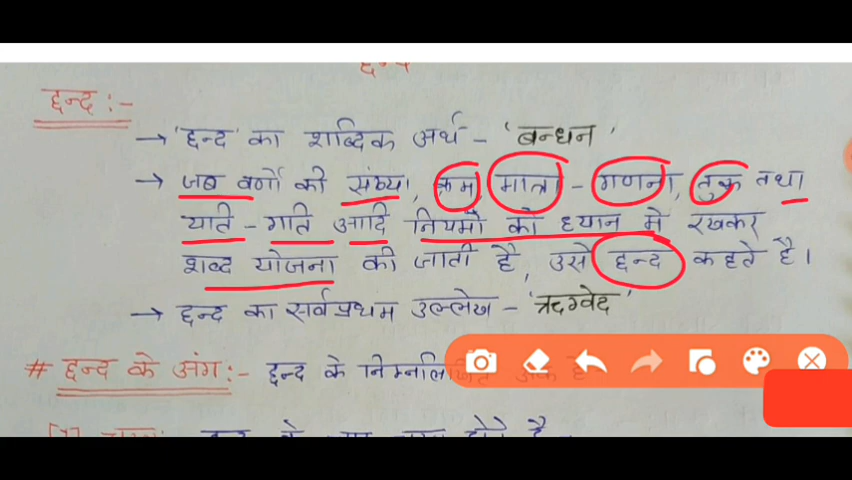 छन्द
छन्द :-
→ 'छन्द' का शाब्दिक अर्थ - 'बन्धन'
→ जब वर्णों की संख्या, क्रम, मात्रा - गणना, तुक तथा
यति - गति आदि नियमों को ध्यान में रखकर
शब्द योजना की जाती है, उसे छन्द कहते है।
→ छन्द का सर्वप्रथम उल्लेख - 'ऋग्वेद'
# छन्द के अंग :- छन्द के निम्नलिखित अंक है